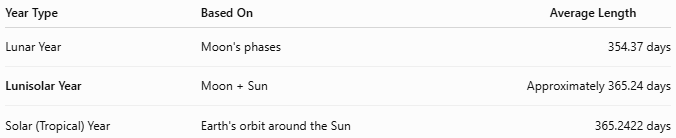 Year Type Based On Average Length
Lunar Year Moon's phases 354.37 days
Lunisolar Year Moon + Sun Approximately 365.24 days
Solar (Tropical) Year Earth's orbit around the Sun 365.2422 days